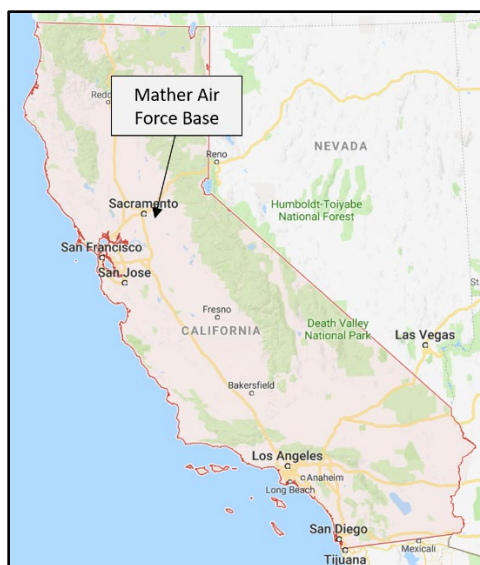 Mather Air
Force Base
Reno
NEVADA
Humboldt-Toiyabe
National Forest
Sacramento
San Francisco
San Jose
Fresno
CALIFORNIA
Death Valley
National Park
Las Vegas
Bakersfield
Los Angeles
Anaheim
Long Beach
San Diego
Mexicali
Tijuana